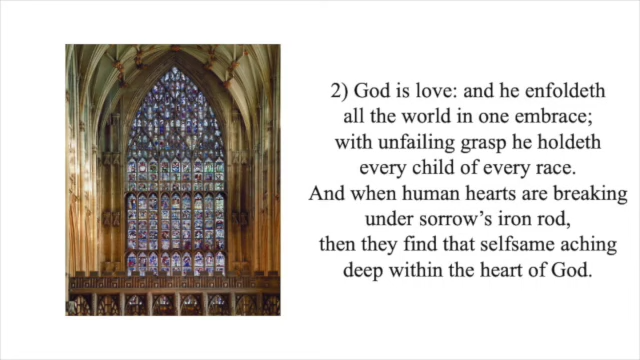 2) God is love: and he enfoldeth
all the world in one embrace;
with unfailing grasp he holdeth
every child of every race.
And when human hearts are breaking
under sorrow’s iron rod,
then they find that selfsame aching
deep within the heart of God.